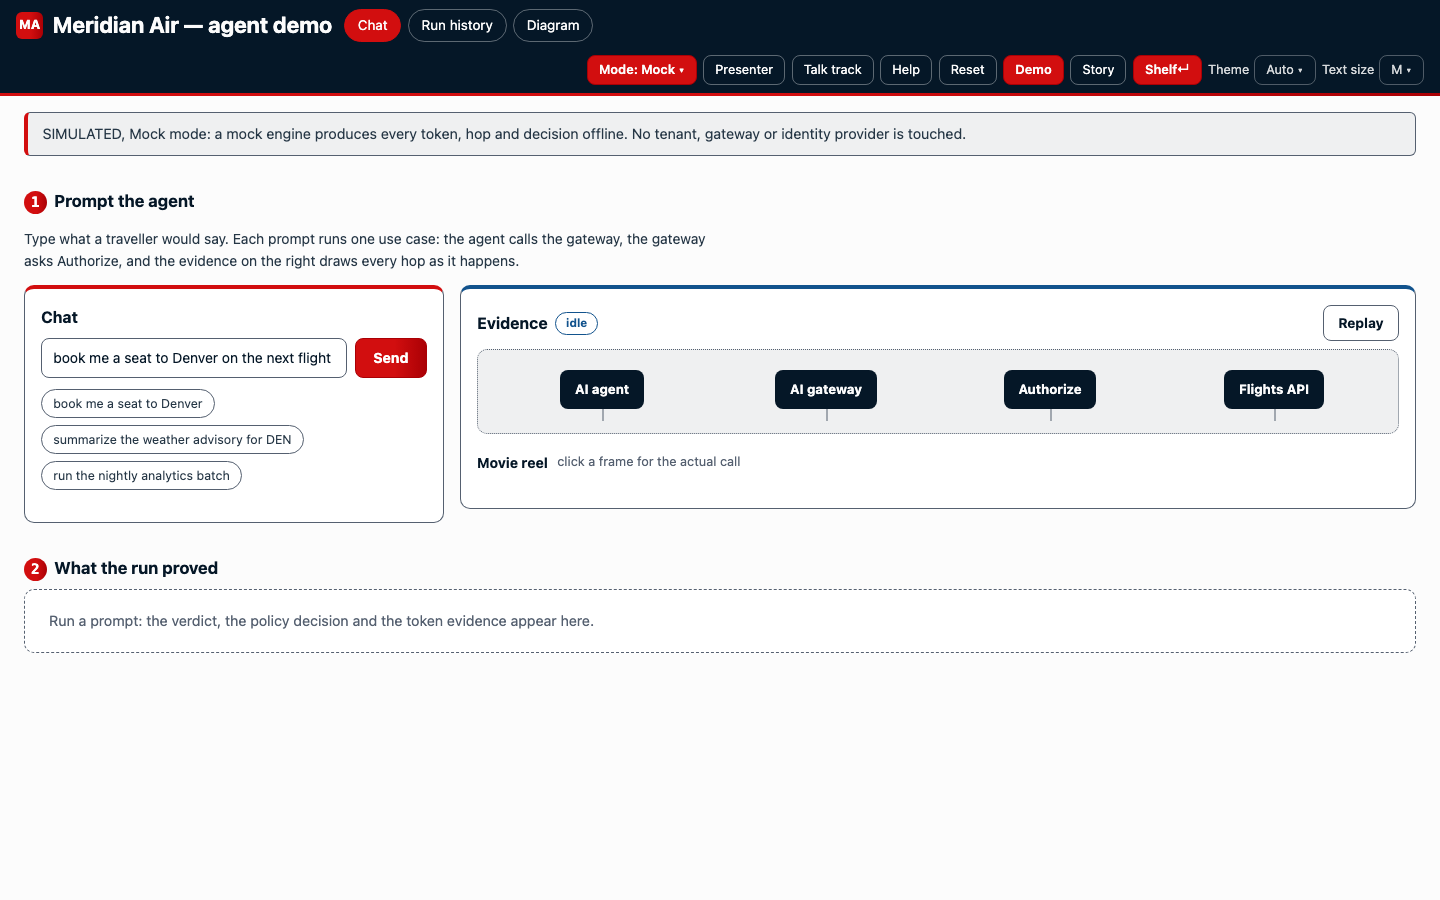 MA Meridian Air — agent demo Chat Run history Diagram
Mode: Mock ▾ Presenter Talk track Help Reset Demo Story Shelf↵ Theme Auto ▾ Text size M ▾
SIMULATED, Mock mode: a mock engine produces every token, hop and decision offline. No tenant, gateway or identity provider is touched.
1 Prompt the agent
Type what a traveller would say. Each prompt runs one use case: the agent calls the gateway, the gateway
asks Authorize, and the evidence on the right draws every hop as it happens.
Chat
book me a seat to Denver on the next flight Send
book me a seat to Denver
summarize the weather advisory for DEN
run the nightly analytics batch
Evidence idle Replay
AI agent AI gateway Authorize Flights API
Movie reel click a frame for the actual call
2 What the run proved
Run a prompt: the verdict, the policy decision and the token evidence appear here.